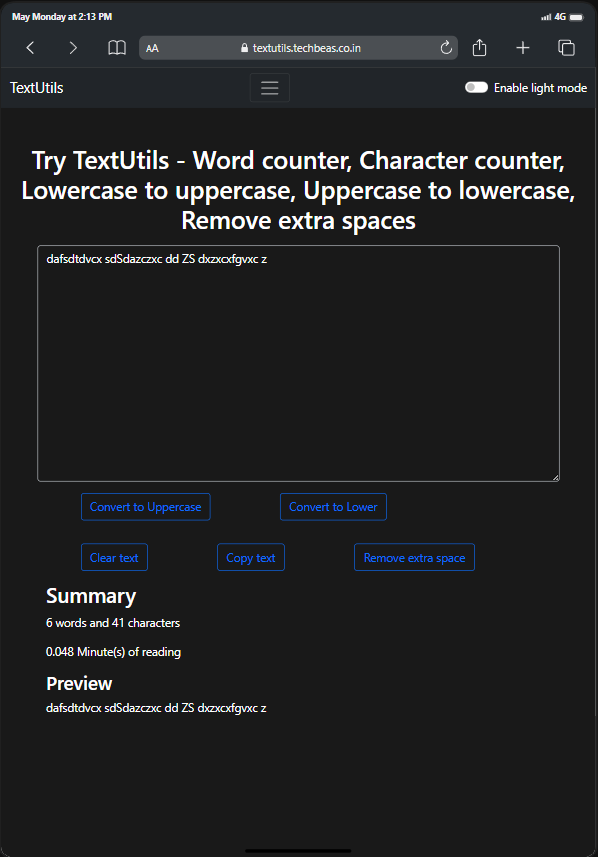 May Monday at 2:13 PM
4G
AA
textutils.techbeas.co.in
TextUtils
Enable light mode
Try TextUtils - Word counter, Character counter,
Lowercase to uppercase, Uppercase to lowercase,
Remove extra spaces
dafsdtdvcx sdSdazczxc dd ZS dxzxcxfgvxc z
Convert to Uppercase
Convert to Lower
Clear text
Copy text
Remove extra space
Summary
6 words and 41 characters
0.048 Minute(s) of reading
Preview
dafsdtdvcx sdSdazczxc dd ZS dxzxcxfgvxc z